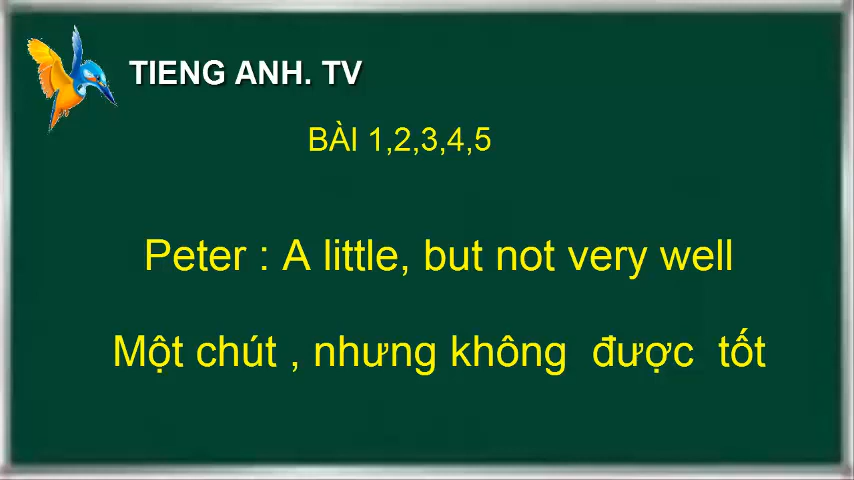 TIENG ANH. TV
BÀI 1,2,3,4,5
Peter : A little, but not very well
Một chút , nhưng không được tốt